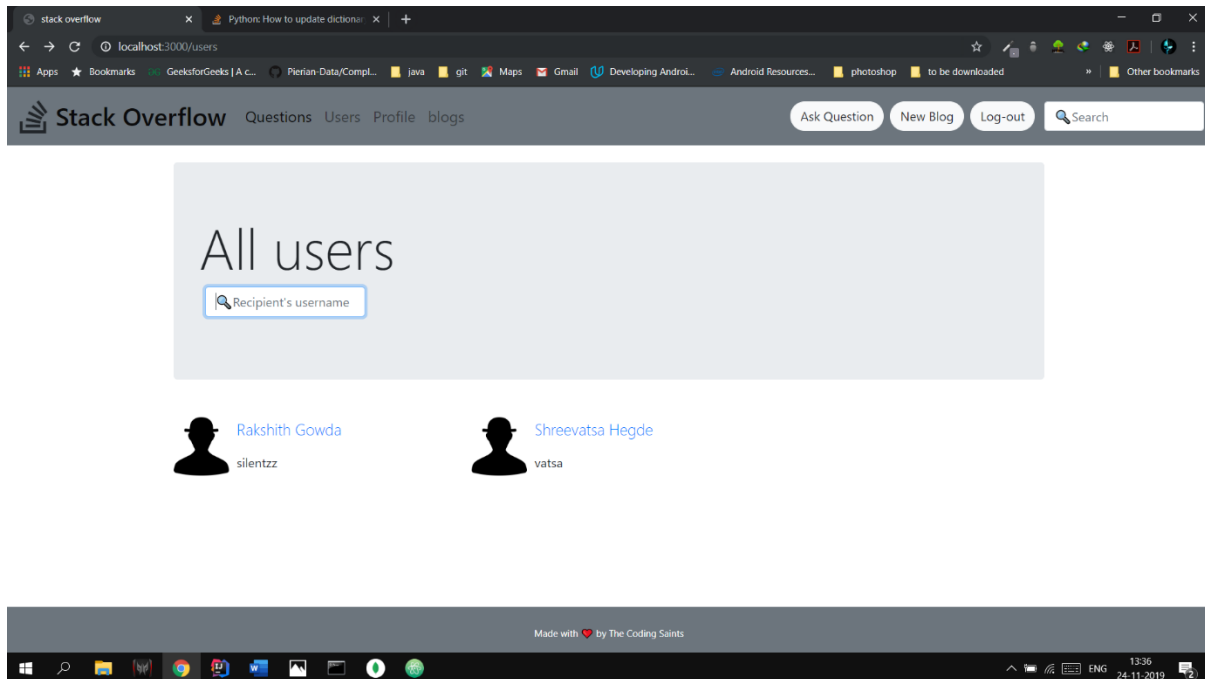 stack overflow
Python: How to update dictionar
localhost:3000/users
Apps Bookmarks GeeksforGeeks | A c... Pierian-Data/Compl... java git Maps Gmail Developing Androi... Android Resources... photoshop to be downloaded » Other bookmarks
Stack Overflow Questions Users Profile blogs Ask Question New Blog Log-out Search
All users
Recipient's username
Rakshith Gowda Shreevatsa Hegde
silentzz vatsa
Made with ❤ by The Coding Saints
ENG 13:36
24-11-2019